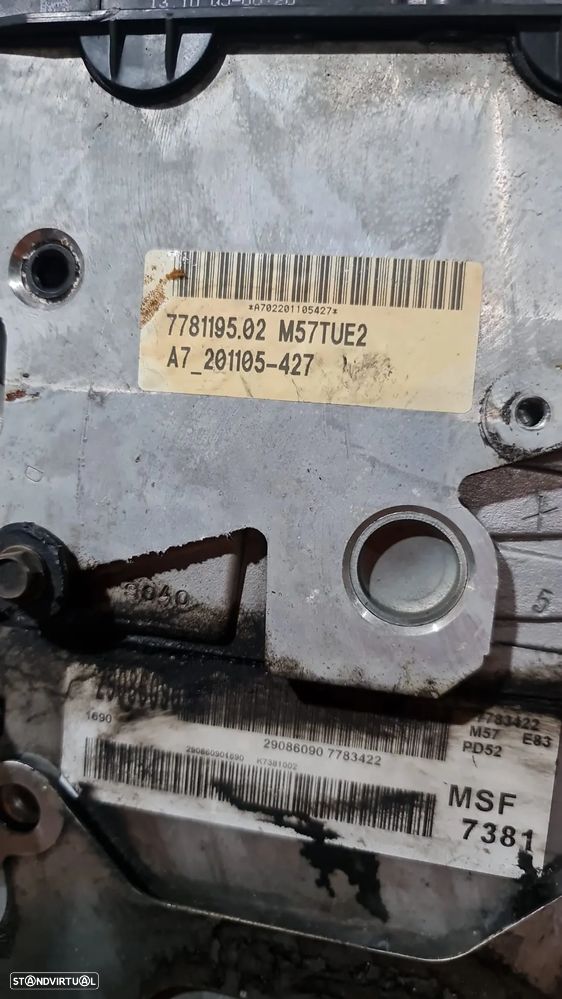 *A702201105427*
7781195.02 M57TUE2
A7_201105-427
3040
5
1690
29086090 7783422
7783422
M57 E83
PD52
290860901690 K7381002
MSF
7381
STANDVIRTUAL